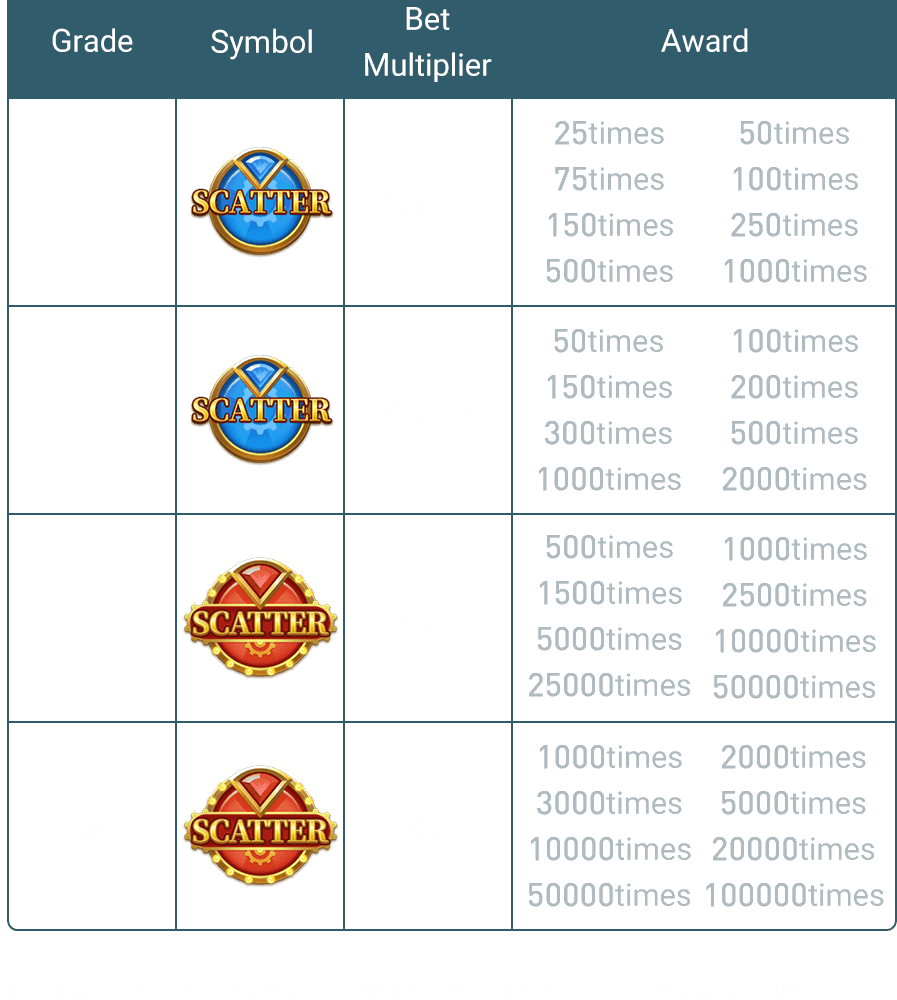 Grade Symbol Bet Multiplier Award
SCATTER
25times 50times
75times 100times
150times 250times
500times 1000times
SCATTER
50times 100times
150times 200times
300times 500times
1000times 2000times
SCATTER
500times 1000times
1500times 2500times
5000times 10000times
25000times 50000times
SCATTER
1000times 2000times
3000times 5000times
10000times 20000times
50000times 100000times